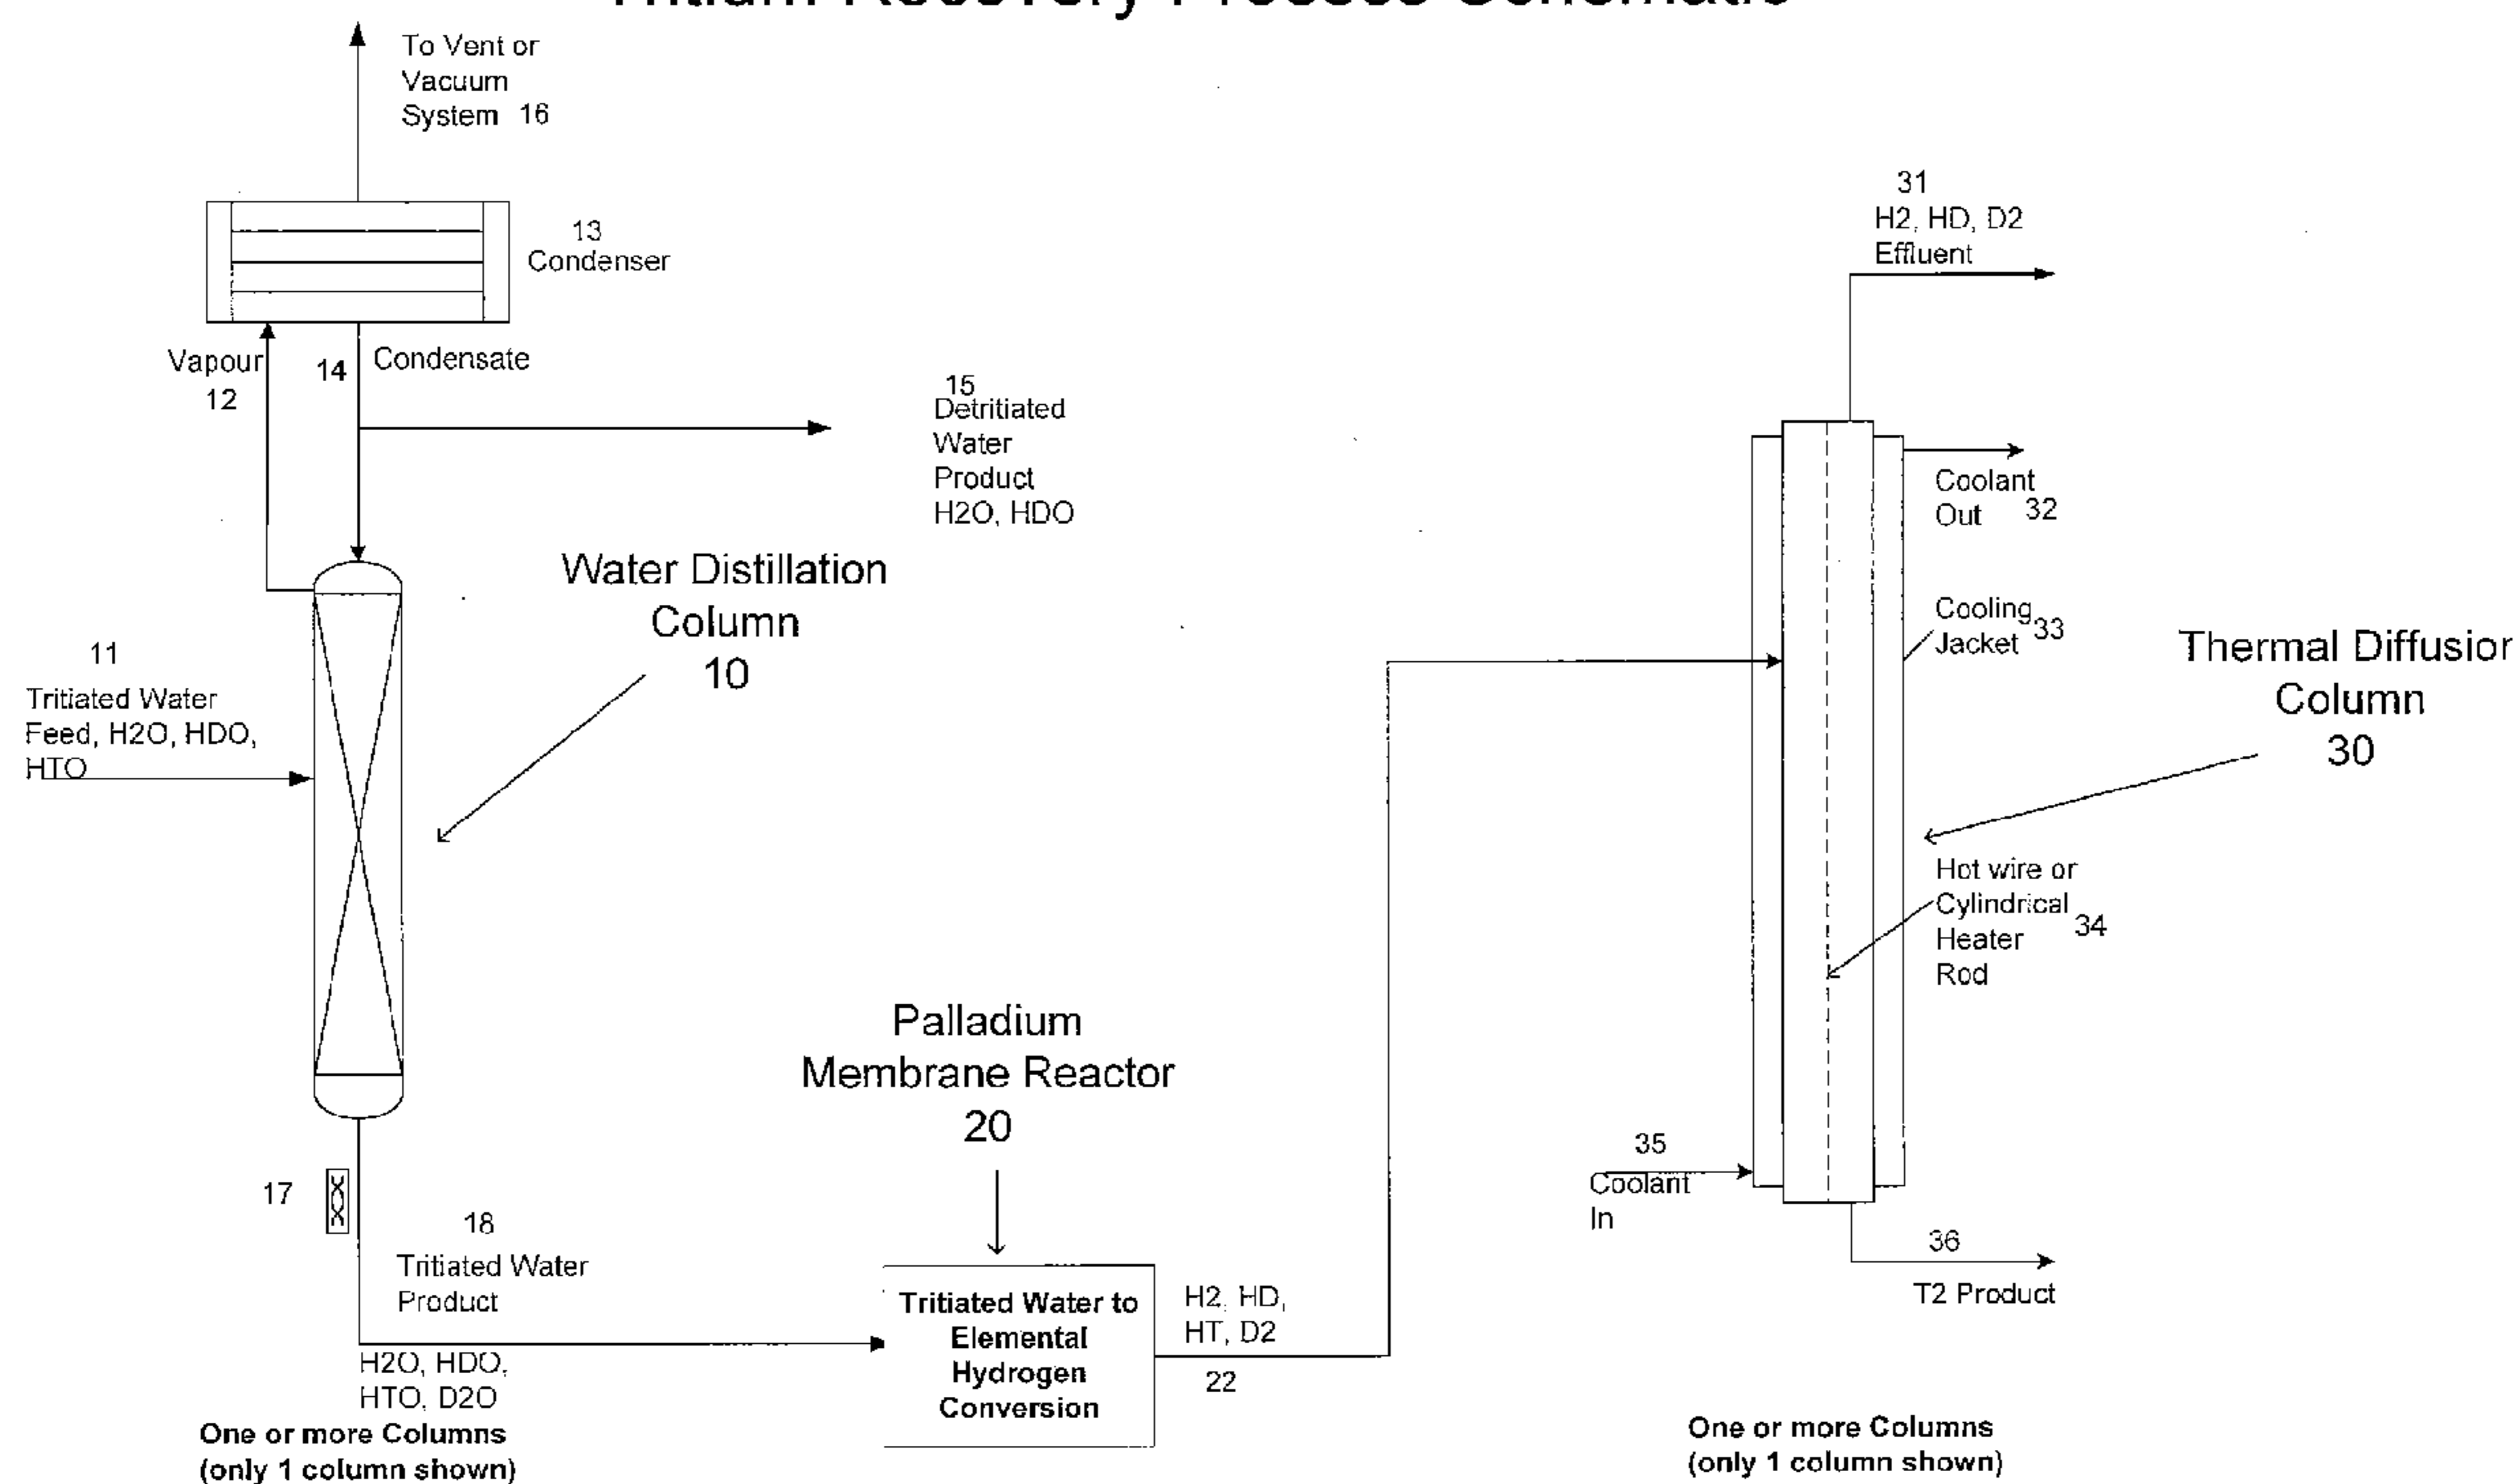 Tritium Recovery Process Schematic
To Vent or
Vacuum
System 16
13
Condenser
Vapour
12
14
Condensate
15
Detritiated
Water
Product
H2O, HDO
Water Distillation
Column
10
11
Tritiated Water
Feed, H2O, HDO,
HTO
17
18
Tritiated Water
Product
H2O, HDO,
HTO, D2O
One or more Columns
(only 1 column shown)
Palladium
Membrane Reactor
20
Tritiated Water to
Elemental
Hydrogen
Conversion
H2, HD,
HT, D2
22
31
H2, HD, D2
Effluent
Coolant
Out 32
Cooling
Jacket 33
Thermal Diffusion
Column
30
Hot wire or
Cylindrical 34
Heater
Rod
35
Coolant
In
36
T2 Product
One or more Columns
(only 1 column shown)